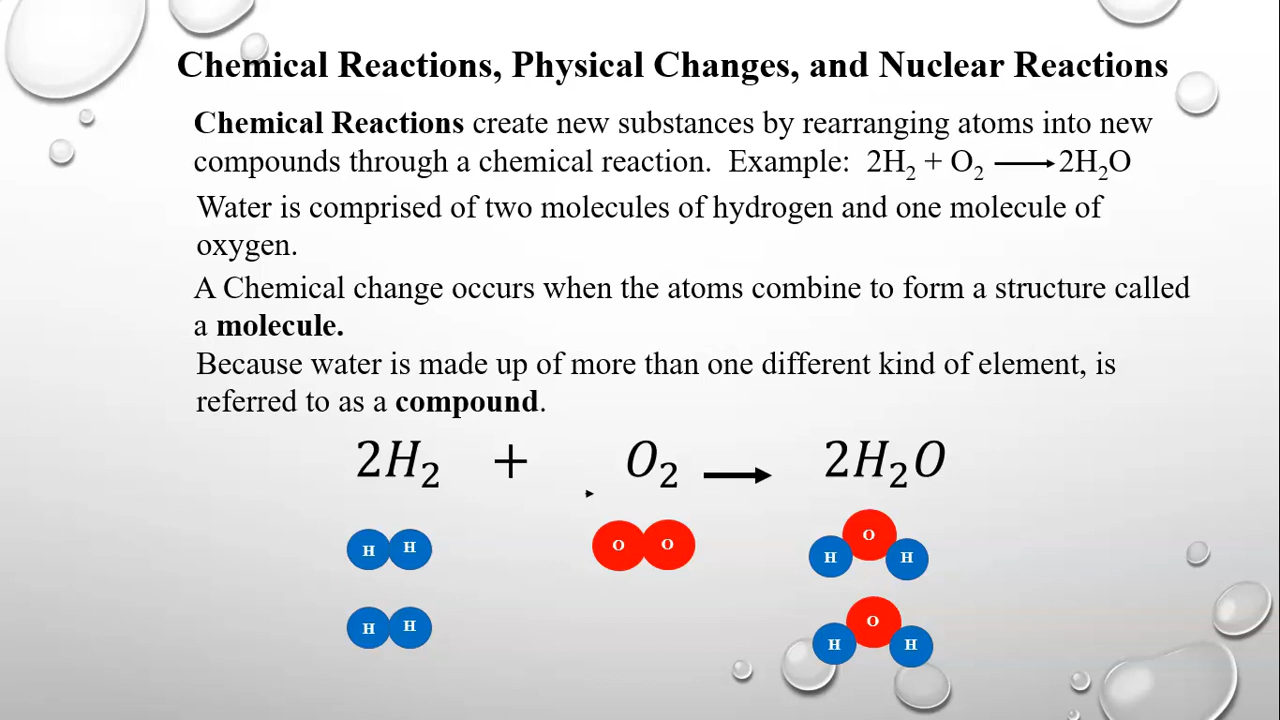 Chemical Reactions, Physical Changes, and Nuclear Reactions
Chemical Reactions create new substances by rearranging atoms into new
compounds through a chemical reaction. Example: 2H₂ + O₂ ⟶ 2H₂O
Water is comprised of two molecules of hydrogen and one molecule of
oxygen.
A Chemical change occurs when the atoms combine to form a structure called
a molecule.
Because water is made up of more than one different kind of element, is
referred to as a compound.
2H₂ + O₂ ⟶ 2H₂O
H H O O H O H
H H H O H